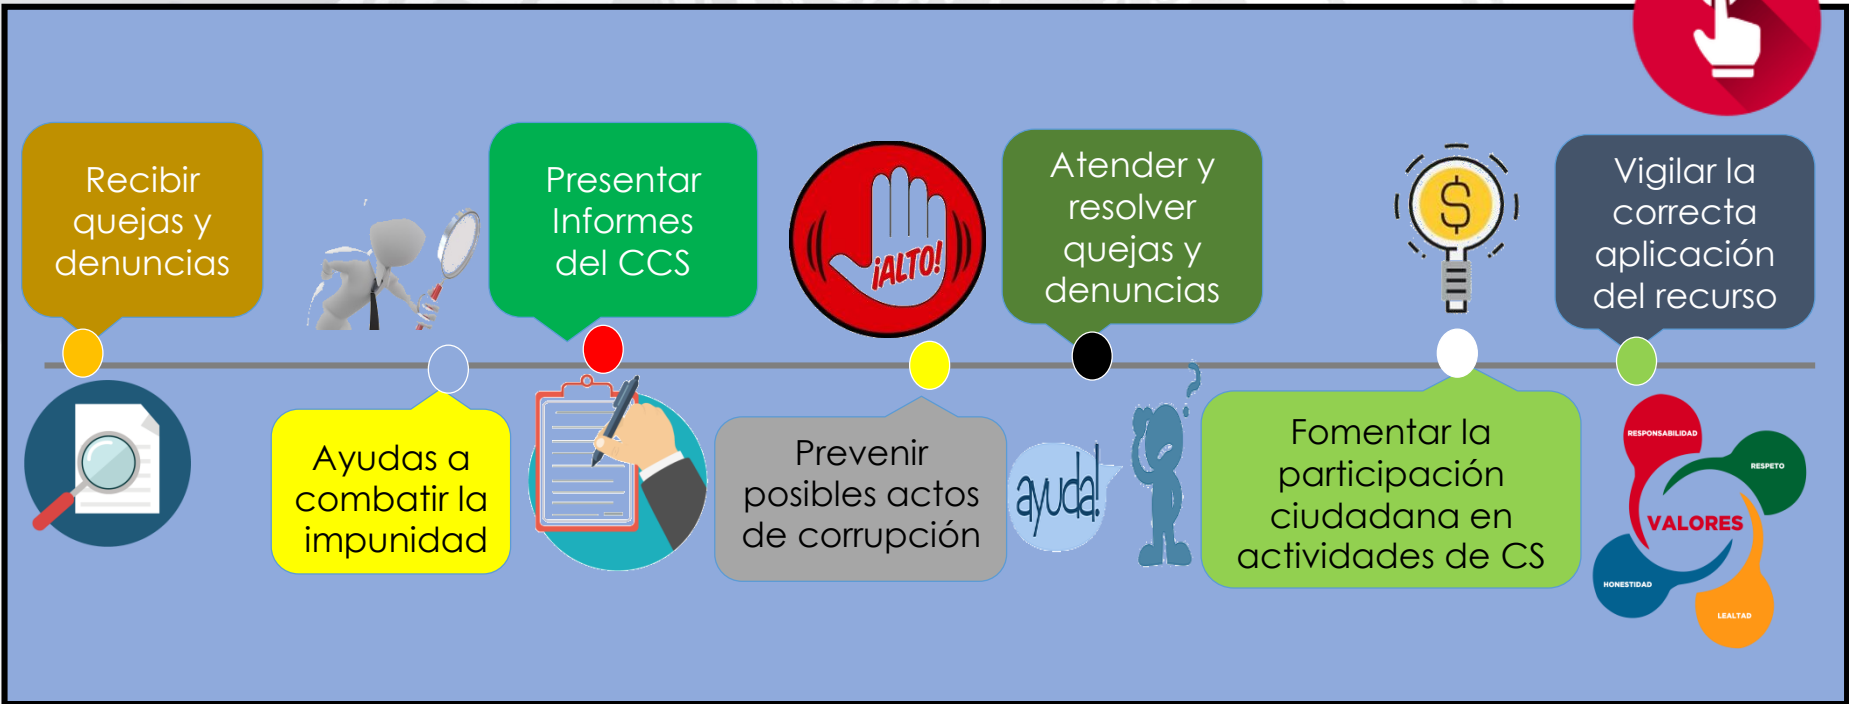 Recibir
quejas y
denuncias
Ayudas a
combatir la
impunidad
Presentar
Informes
del CCS
¡ALTO!
Prevenir
posibles actos
de corrupción
Atender y
resolver
quejas y
denuncias
ayuda!
Fomentar la
participación
ciudadana en
actividades de CS
Vigilar la
correcta
aplicación
del recurso
RESPONSABILIDAD
RESPETO
VALORES
HONESTIDAD
LEALTAD